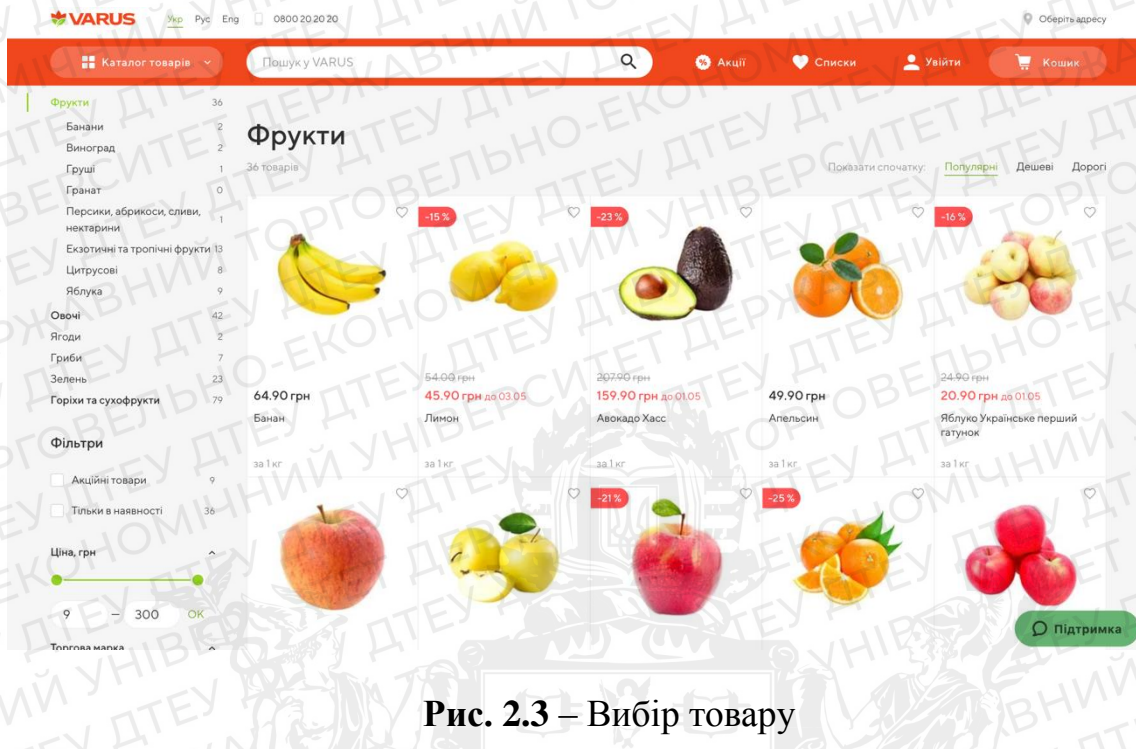 VARUS Укр Рус Eng 0800 20 20 20 Оберіть адресу
Каталог товарів Пошук у VARUS Акції Списки Увійти Кошик
Фрукти 36
Банани 2
Виноград 2
Груші 1
Гранат 0
Персики, абрикоси, сливи,
нектарини 1
Екзотичні та тропічні фрукти 13
Цитрусові 8
Яблука 9
Овочі 42
Ягоди 2
Гриби 7
Зелень 23
Горіхи та сухофрукти 79
Фільтри
Акційні товари 9
Тільки в наявності 36
Ціна, грн
9 – 300 OK
Торгова марка
Фрукти
36 товарів Показати спочатку: Популярні Дешеві Дорогі
-15 % -23 % -16 %
54.00 грн 207.90 грн 24.90 грн
64.90 грн 45.90 грн до 03.05 159.90 грн до 01.05 49.90 грн 20.90 грн до 01.05
Банан Лимон Авокадо Хасс Апельсин Яблуко Українське перший
гатунок
за 1 кг за 1 кг за 1 кг за 1 кг за 1 кг
-21 % -25 %
Підтримка
Рис. 2.3 – Вибір товару